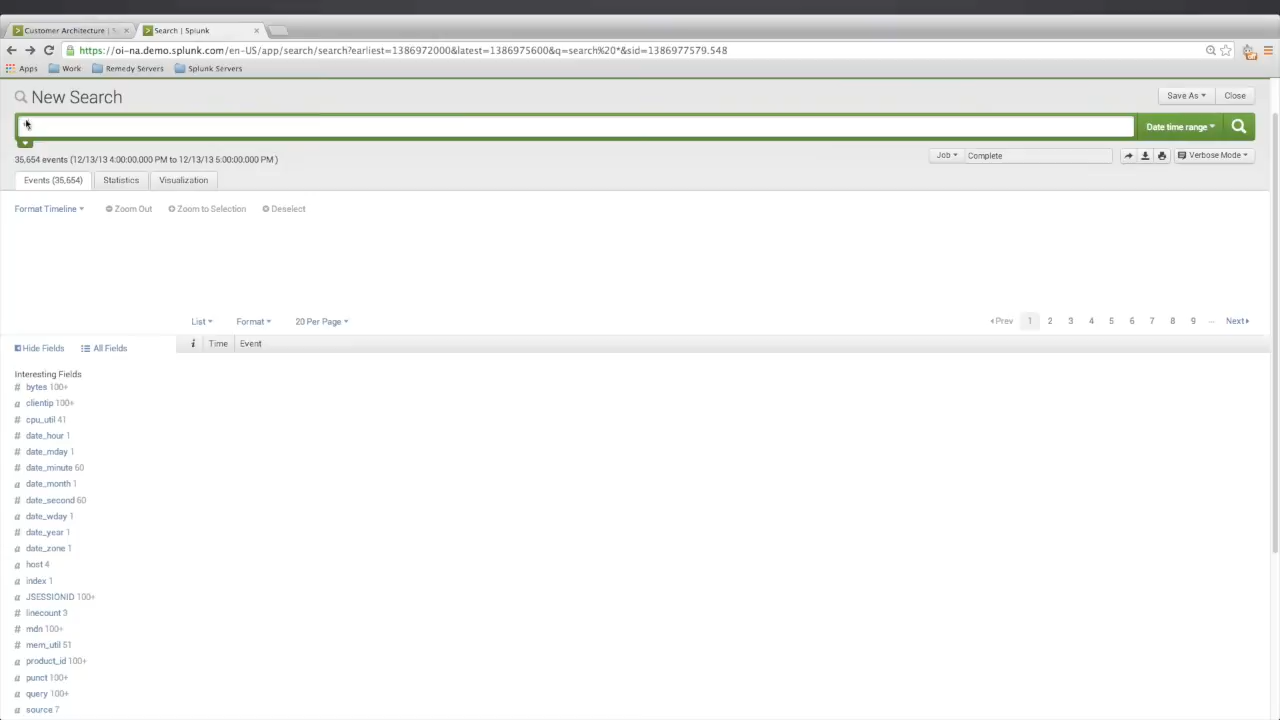 Customer Architecture |
Search | Splunk
https://oi-na.demo.splunk.com/en-US/app/search/search?earliest=1386972000&latest=1386975600&q=search%20*&sid=1386977579.548
Apps Work Remedy Servers Splunk Servers
New Search
Save As Close
Date time range
35,654 events (12/13/13 4:00:00.000 PM to 12/13/13 5:00:00.000 PM )
Job Complete Verbose Mode
Events (35,654) Statistics Visualization
Format Timeline Zoom Out Zoom to Selection Deselect
List Format 20 Per Page Prev 1 2 3 4 5 6 7 8 9 ... Next
Hide Fields All Fields i Time Event
Interesting Fields
# bytes 100+
a clientip 100+
# cpu_util 41
# date_hour 1
# date_mday 1
# date_minute 60
a date_month 1
# date_second 60
a date_wday 1
# date_year 1
a date_zone 1
a host 4
a index 1
a JSESSIONID 100+
# linecount 3
# mdn 100+
# mem_util 51
a product_id 100+
a punct 100+
a query 100+
a source 7